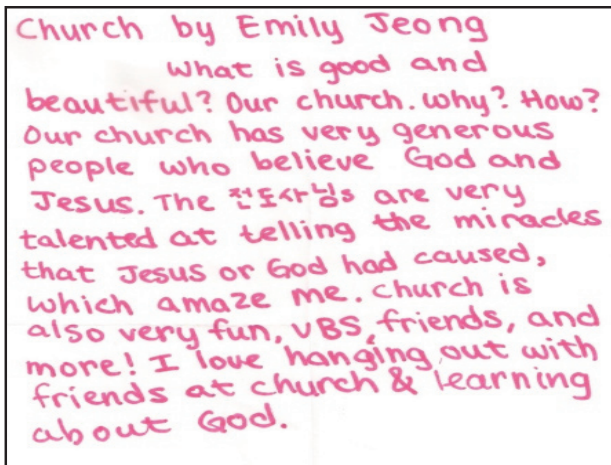 Church by Emily Jeong
What is good and
beautiful? Our church. Why? How?
Our church has very generous
people who believe God and
Jesus. The 전도사님s are very
talented at telling the miracles
that Jesus or God had caused,
which amaze me. Church is
also very fun, VBS, friends, and
more! I love hanging out with
friends at church & learning
about God.